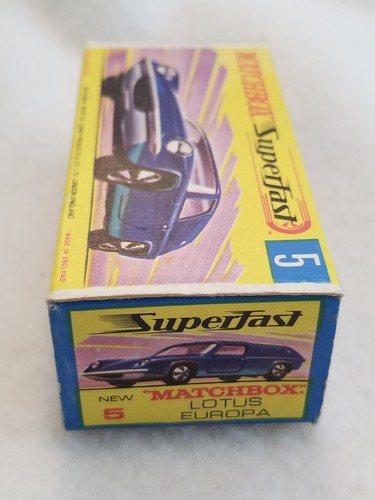 MATCHBOX Superfast
5
MADE IN ENGLAND
SuperFast
"MATCHBOX"
NEW
5
LOTUS
EUROPA